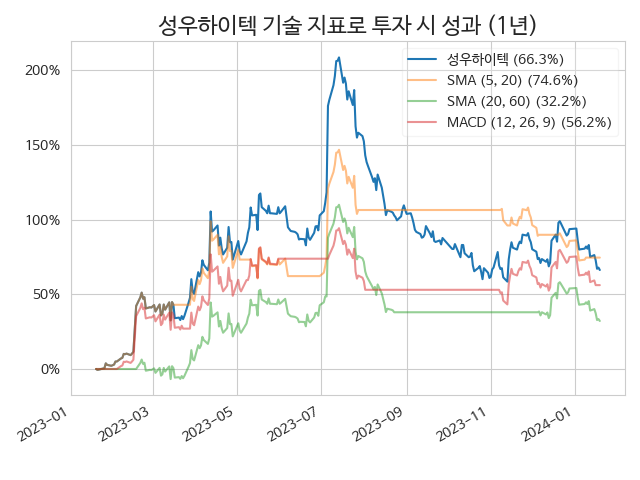 성우하이텍 기술 지표로 투자 시 성과 (1년)
성우하이텍 (66.3%)
SMA (5, 20) (74.6%)
SMA (20, 60) (32.2%)
MACD (12, 26, 9) (56.2%)
200%
150%
100%
50%
0%
2023-01
2023-03
2023-05
2023-07
2023-09
2023-11
2024-01